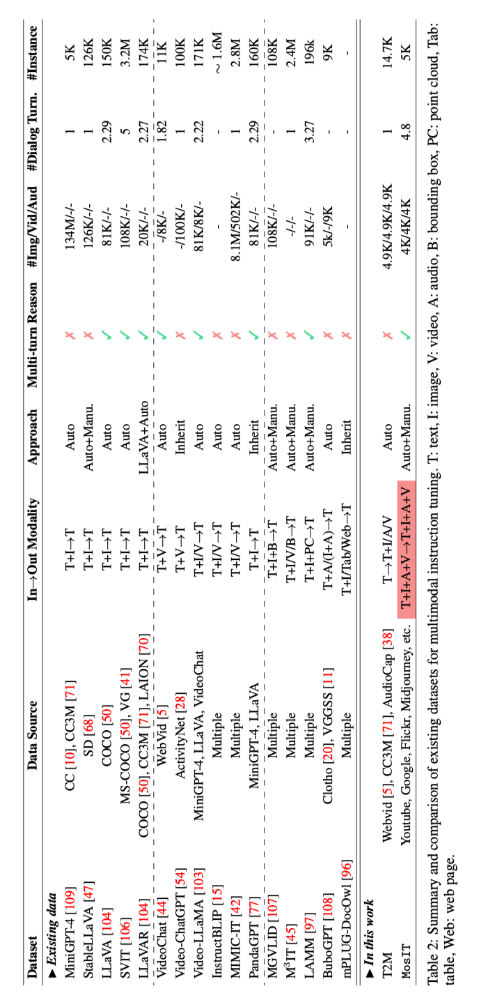 Dataset Data Source In→Out Modality Approach Multi-turn Reason #Img/Vid/Aud #Dialog Turn. #Instance
► Existing data
MiniGPT-4 [109] CC [10], CC3M [71] T+I→T Auto ✗ 134M/-/- 1 5K
StableLLaVA [47] SD [68] T+I→T Auto+Manu. ✗ 126K/-/- 1 126K
LLaVA [104] COCO [50] T+I→T Auto ✓ 81K/-/- 2.29 150K
SVIT [106] MS-COCO [50], VG [41] T+I→T Auto ✓ 108K/-/- 5 3.2M
LLaVAR [104] COCO [50], CC3M [71], LAION [70] T+I→T LLaVA+Auto ✓ 20K/-/- 2.27 174K
VideoChat [44] WebVid [5] T+V→T Auto ✓ -/8K/- 1.82 11K
Video-ChatGPT [54] ActivityNet [28] T+V→T Inherit ✗ -/100K/- 1 100K
Video-LLaMA [103] MiniGPT-4, LLaVA, VideoChat T+I/V→T Auto ✓ 81K/8K/- 2.22 171K
InstructBLIP [15] Multiple T+I/V→T Auto ✗ - - ~ 1.6M
MIMIC-IT [42] Multiple T+I/V→T Auto ✗ 8.1M/502K/- 1 2.8M
PandaGPT [77] MiniGPT-4, LLaVA T+I→T Inherit ✓ 81K/-/- 2.29 160K
MGVLID [107] Multiple T+I+B→T Auto+Manu. ✗ 108K/-/- - 108K
M³IT [45] Multiple T+I/V/B→T Auto+Manu. ✗ -/-/- 1 2.4M
LAMM [97] Multiple T+I+PC→T Auto+Manu. ✓ 91K/-/- 3.27 196k
BuboGPT [108] Clotho [20], VGGSS [11] T+A/(I+A)→T Auto ✗ 5k/-/9K - 9K
mPLUG-DocOwl [96] Multiple T+I/Tab/Web→T Inherit ✗ - - -
► In this work
T2M Webvid [5], CC3M [71], AudioCap [38] T→T+I/A/V Auto ✗ 4.9K/4.9K/4.9K 1 14.7K
MosIT Youtube, Google, Flickr, Midjourney, etc. T+I+A+V→T+I+A+V Auto+Manu. ✓ 4K/4K/4K 4.8 5K
Table 2: Summary and comparison of existing datasets for multimodal instruction tuning. T: text, I: image, V: video, A: audio, B: bounding box, PC: point cloud, Tab:
table, Web: web page.